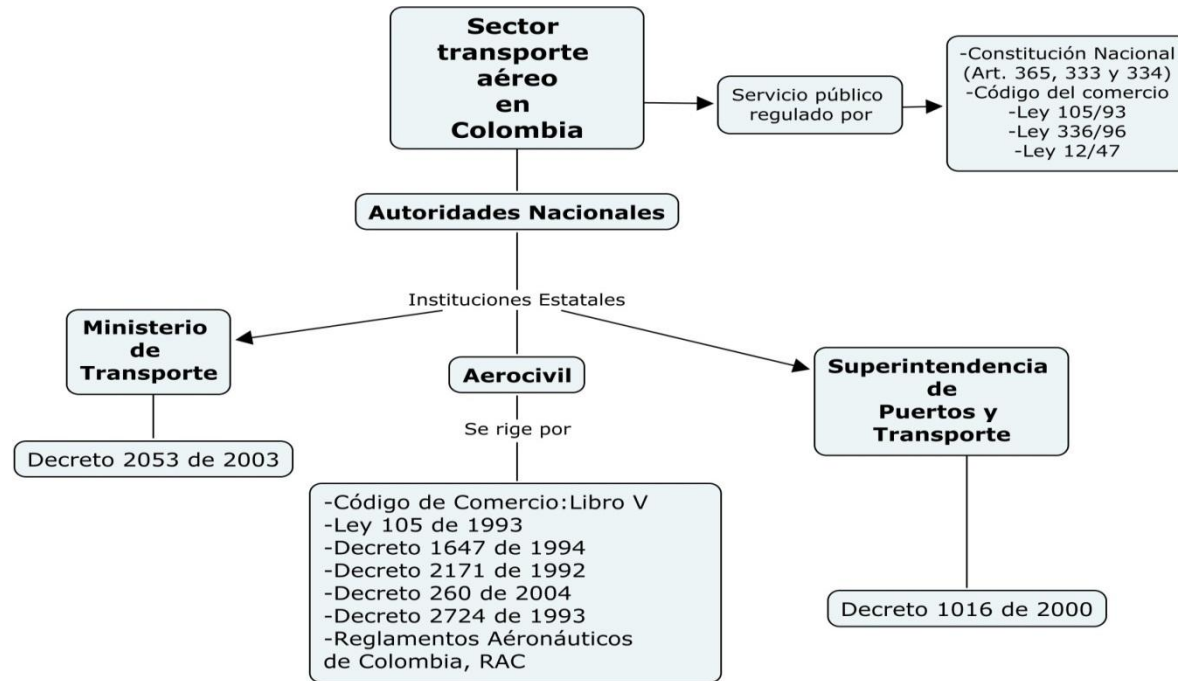 Sector
transporte
aéreo
en
Colombia
Servicio público
regulado por
-Constitución Nacional
(Art. 365, 333 y 334)
-Código del comercio
-Ley 105/93
-Ley 336/96
-Ley 12/47
Autoridades Nacionales
Instituciones Estatales
Ministerio
de
Transporte
Decreto 2053 de 2003
Aerocivil
Se rige por
-Código de Comercio:Libro V
-Ley 105 de 1993
-Decreto 1647 de 1994
-Decreto 2171 de 1992
-Decreto 260 de 2004
-Decreto 2724 de 1993
-Reglamentos Aéronáuticos
de Colombia, RAC
Superintendencia
de
Puertos y
Transporte
Decreto 1016 de 2000